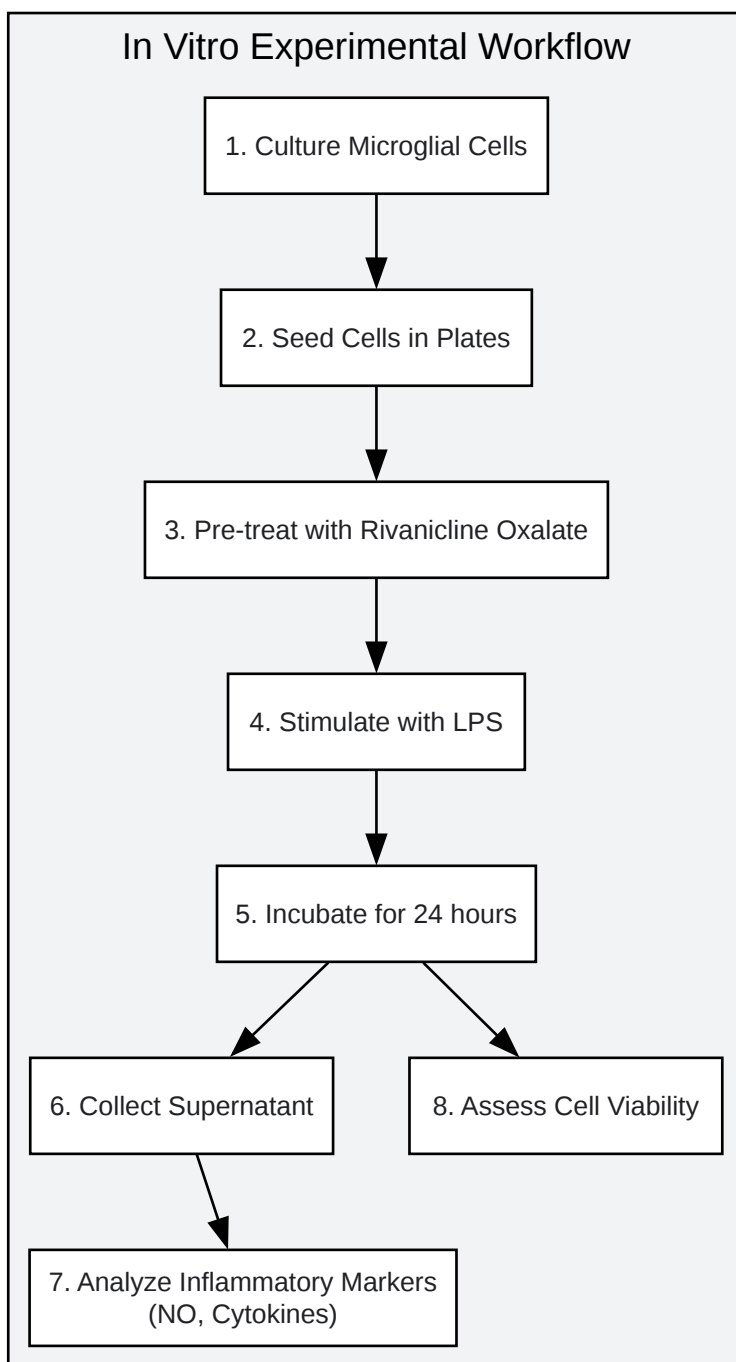 In Vitro Experimental Workflow
1. Culture Microglial Cells
2. Seed Cells in Plates
3. Pre-treat with Rivanicline Oxalate
4. Stimulate with LPS
5. Incubate for 24 hours
6. Collect Supernatant
8. Assess Cell Viability
7. Analyze Inflammatory Markers
(NO, Cytokines)